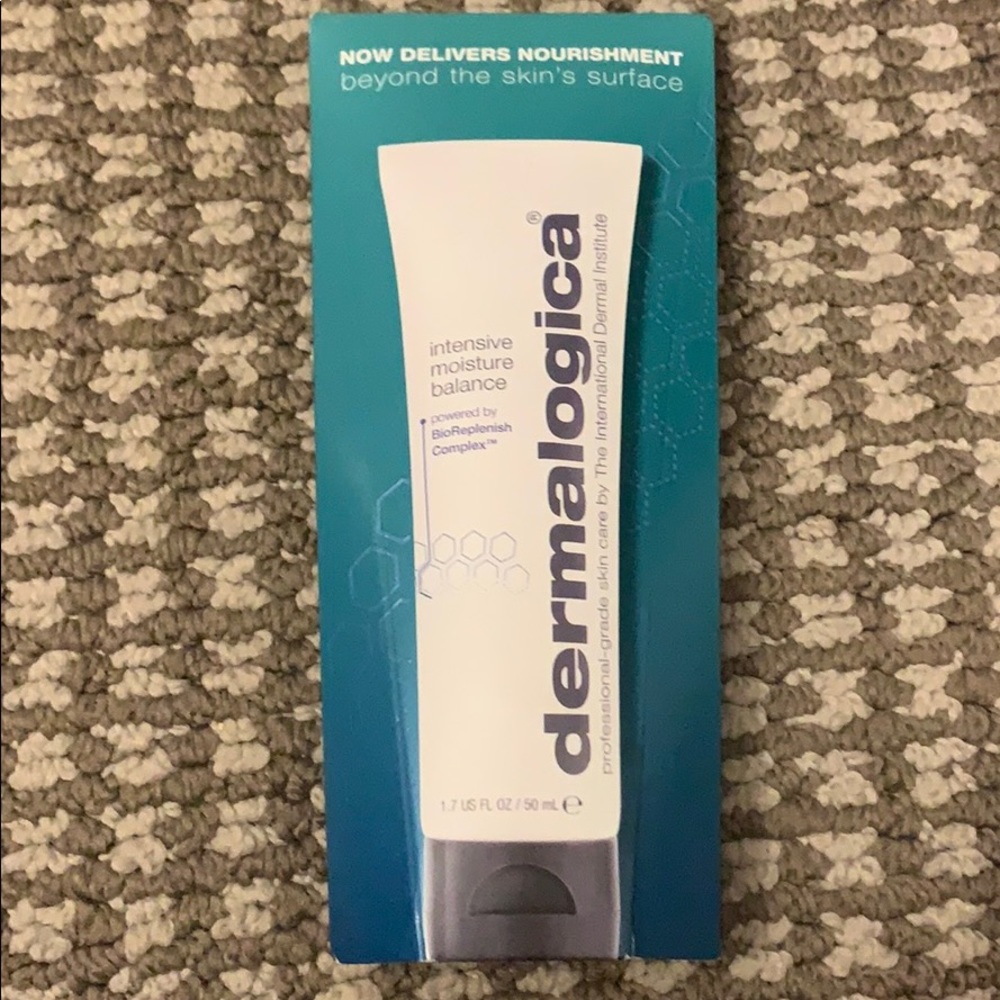 NOW DELIVERS NOURISHMENT
beyond the skin's surface
intensive
moisture
balance
powered by
BioReplenish
Complex™
dermalogica®
professional-grade skin care by The International Dermal Institute
1.7 US FL OZ / 50 mL ℮